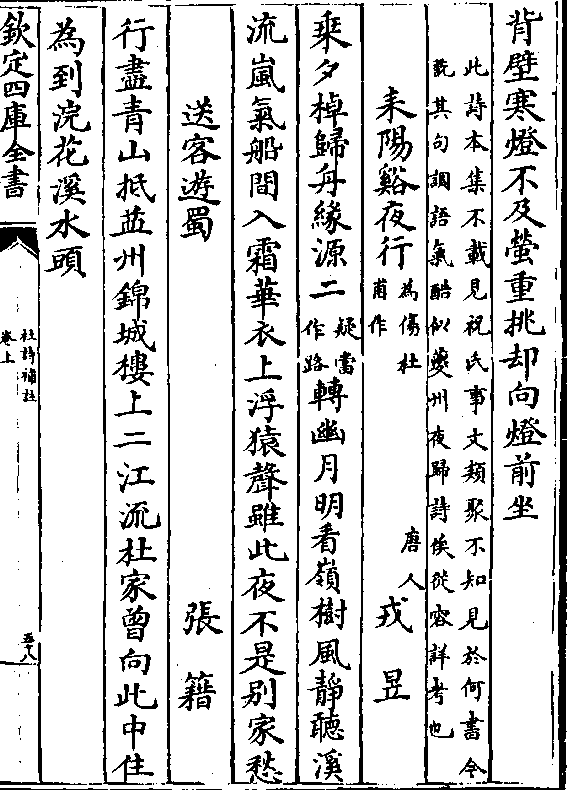 背壁寒燈不及螢重挑却向燈前坐
此詩本集不載見祝氏事文類聚不知見於何書今
翫其句調語氣酷似夔州夜歸詩俟從容詳考也
耒陽谿夜行為傷杜甫作 唐人戎昱
乘夕棹歸舟緣源二疑當作路轉幽月明看嶺樹風静聽溪
流嵐氣船間入霜華衣上浮猿聲雖此夜不是别家愁
送客遊蜀 張籍
行盡青山抵益州錦城樓上二江流杜家曾向此中住
為到浣花溪水頭
欽定四庫全書
杜詩補註
卷上
五八